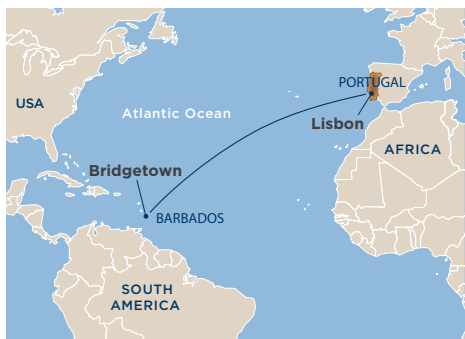 PORTUGAL
USA
Atlantic Ocean
Lisbon
AFRICA
Bridgetown
BARBADOS
SOUTH
AMERICA